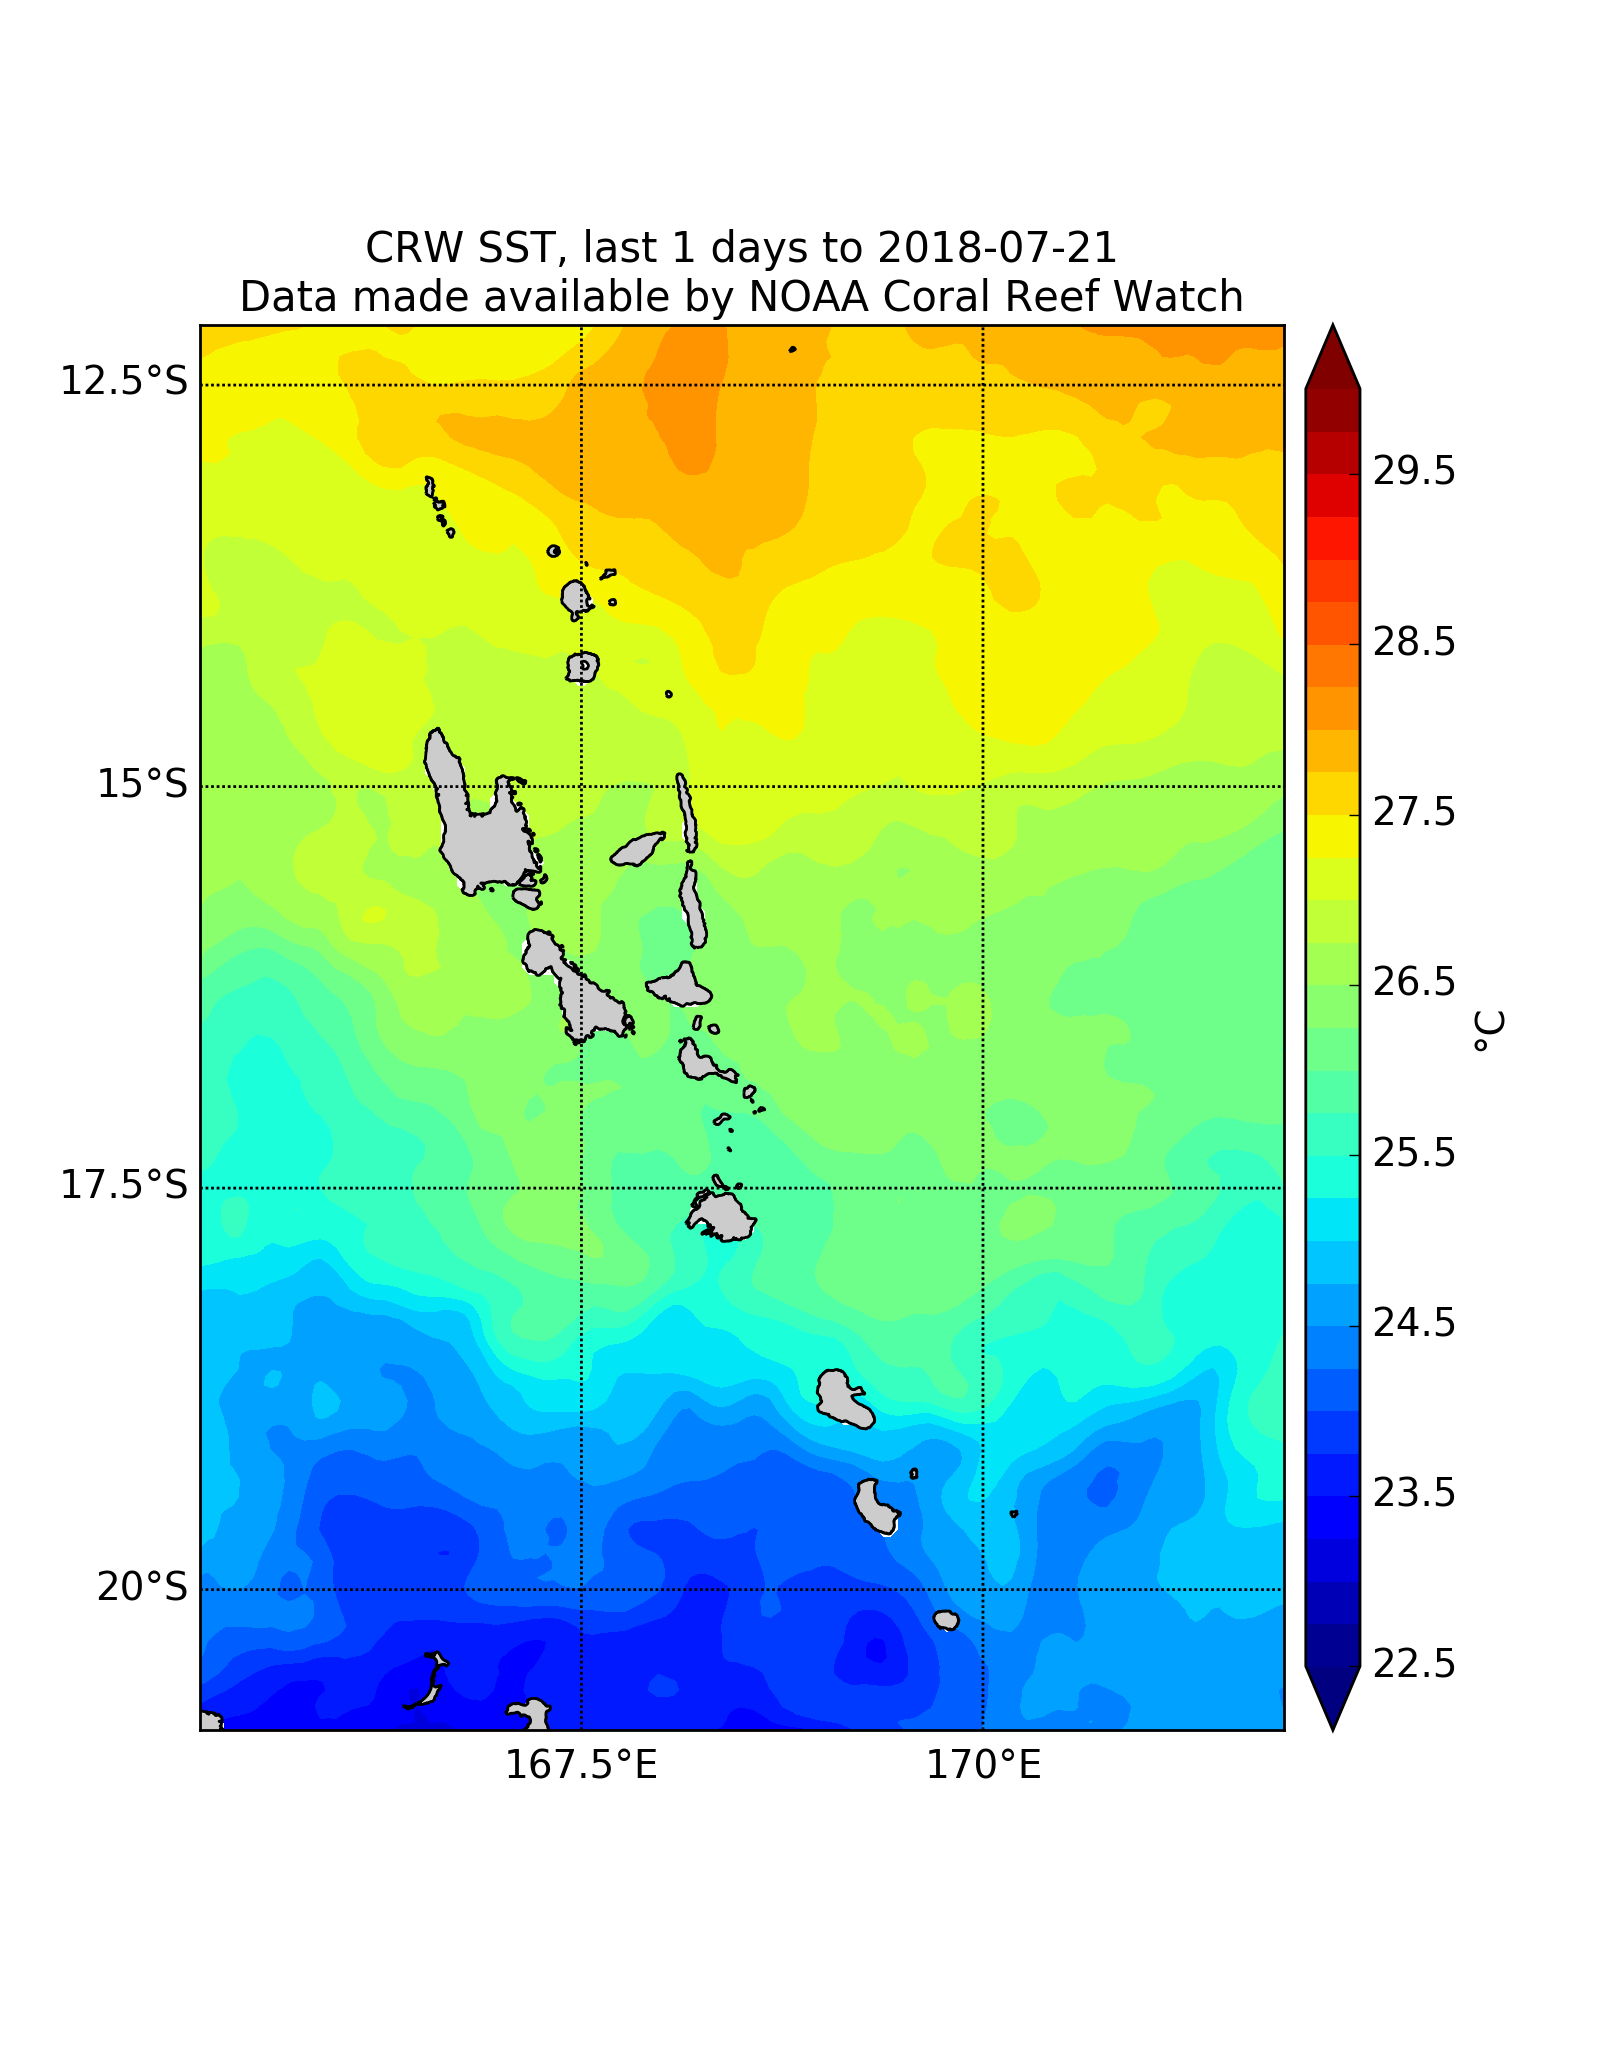 CRW SST, last 1 days to 2018-07-21
Data made available by NOAA Coral Reef Watch
12.5°S
15°S
17.5°S
20°S
167.5°E
170°E
29.5
28.5
27.5
26.5
25.5
24.5
23.5
22.5
°C